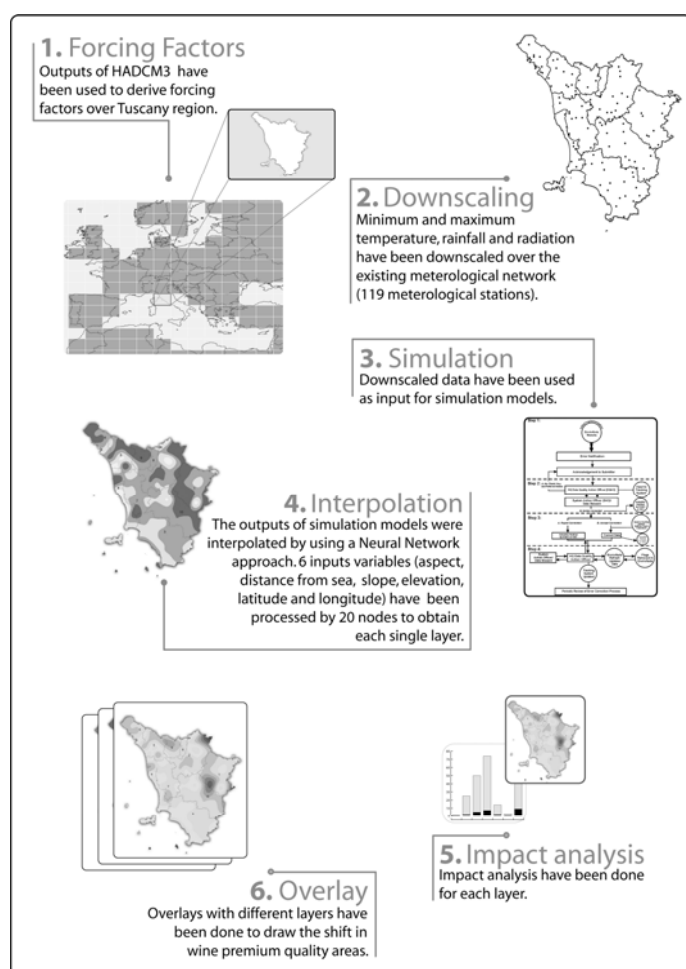 1. Forcing Factors
Outputs of HADCM3 have
been used to derive forcing
factors over Tuscany region.
2. Downscaling
Minimum and maximum
temperature, rainfall and radiation
have been downscaled over the
existing meterological network
(119 meterological stations).
3. Simulation
Downscaled data have been used
as input for simulation models.
4. Interpolation
The outputs of simulation models were
interpolated by using a Neural Network
approach. 6 inputs variables (aspect,
distance from sea, slope, elevation,
latitude and longitude) have been
processed by 20 nodes to obtain
each single layer.
5. Impact analysis
Impact analysis have been done
for each layer.
6. Overlay
Overlays with different layers have
been done to draw the shift in
wine premium quality areas.